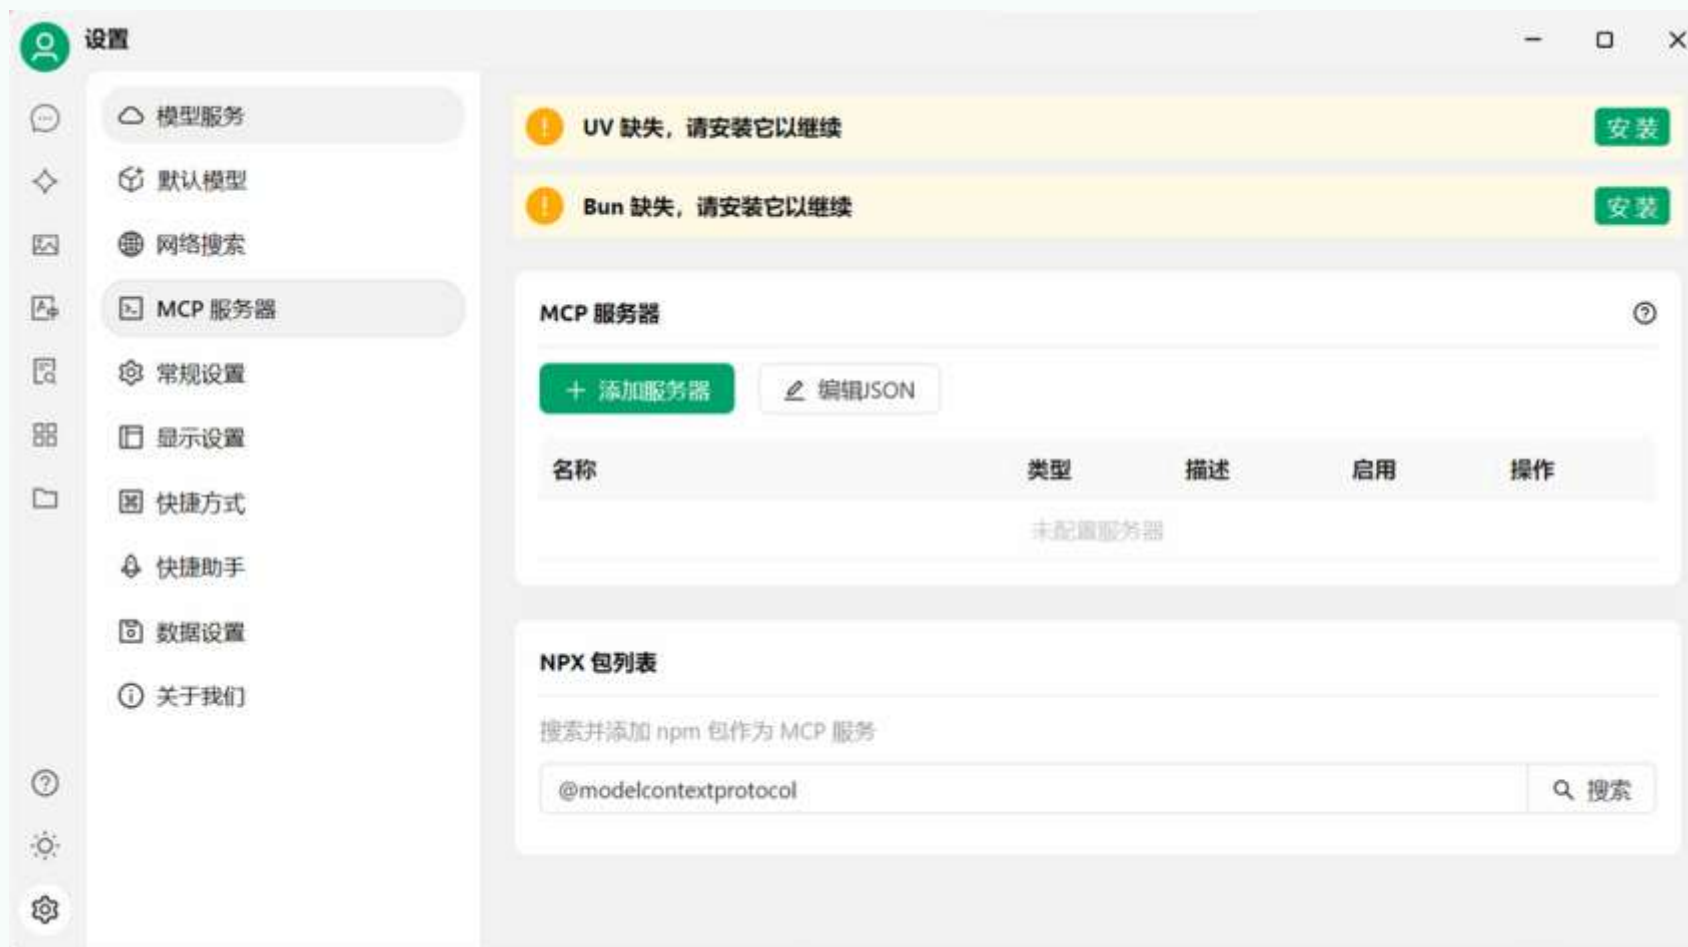 设置
模型服务
默认模型
网络搜索
MCP 服务器
常规设置
显示设置
快捷方式
快捷助手
数据设置
关于我们
UV 缺失，请安装它以继续
安装
Bun 缺失，请安装它以继续
安装
MCP 服务器
+ 添加服务器
编辑JSON
名称 类型 描述 启用 操作
未配置服务器
NPX 包列表
搜索并添加 npm 包作为 MCP 服务
@modelcontextprotocol
搜索